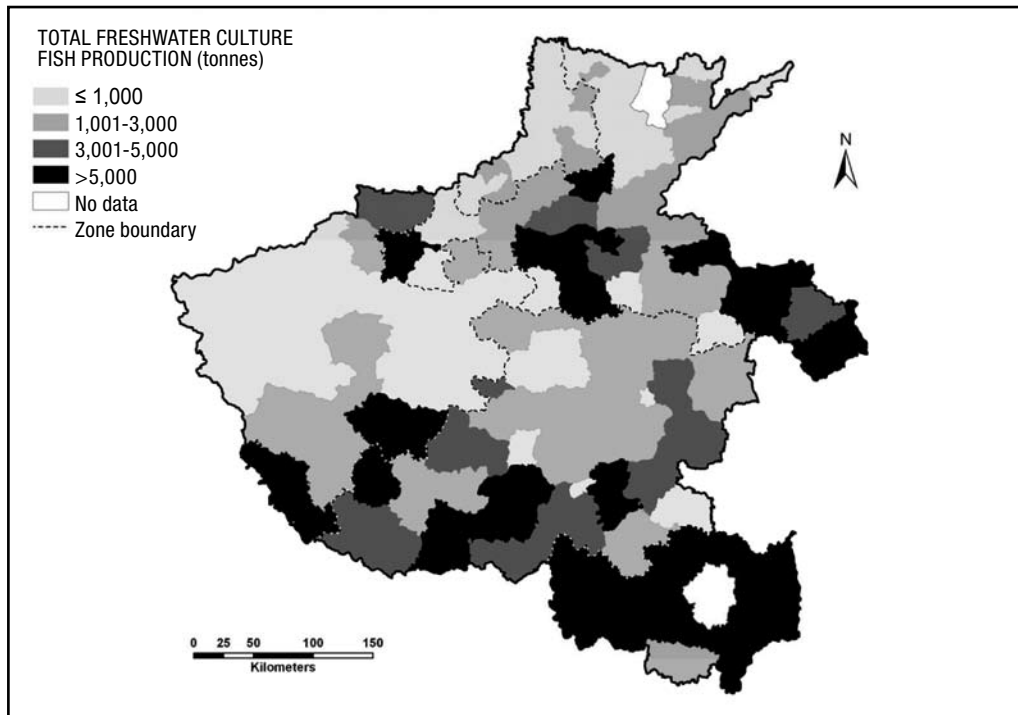 TOTAL FRESHWATER CULTURE
FISH PRODUCTION (tonnes)
≤ 1,000
1,001-3,000
3,001-5,000
>5,000
No data
Zone boundary
N
0 25 50 100 150
Kilometers